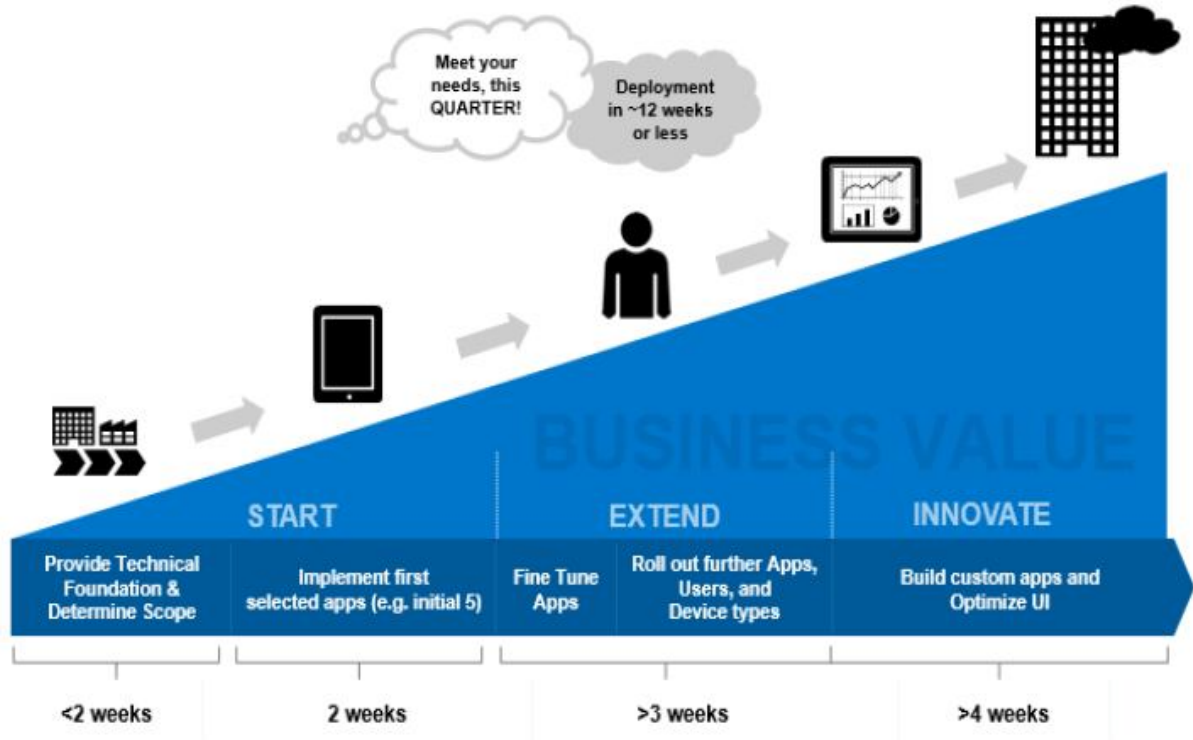 Meet your
needs, this
QUARTER!
Deployment
in ~12 weeks
or less
BUSINESS VALUE
START
EXTEND
INNOVATE
Provide Technical
Foundation &
Determine Scope
Implement first
selected apps (e.g. initial 5)
Fine Tune
Apps
Roll out further Apps,
Users, and
Device types
Build custom apps and
Optimize UI
<2 weeks
2 weeks
>3 weeks
>4 weeks